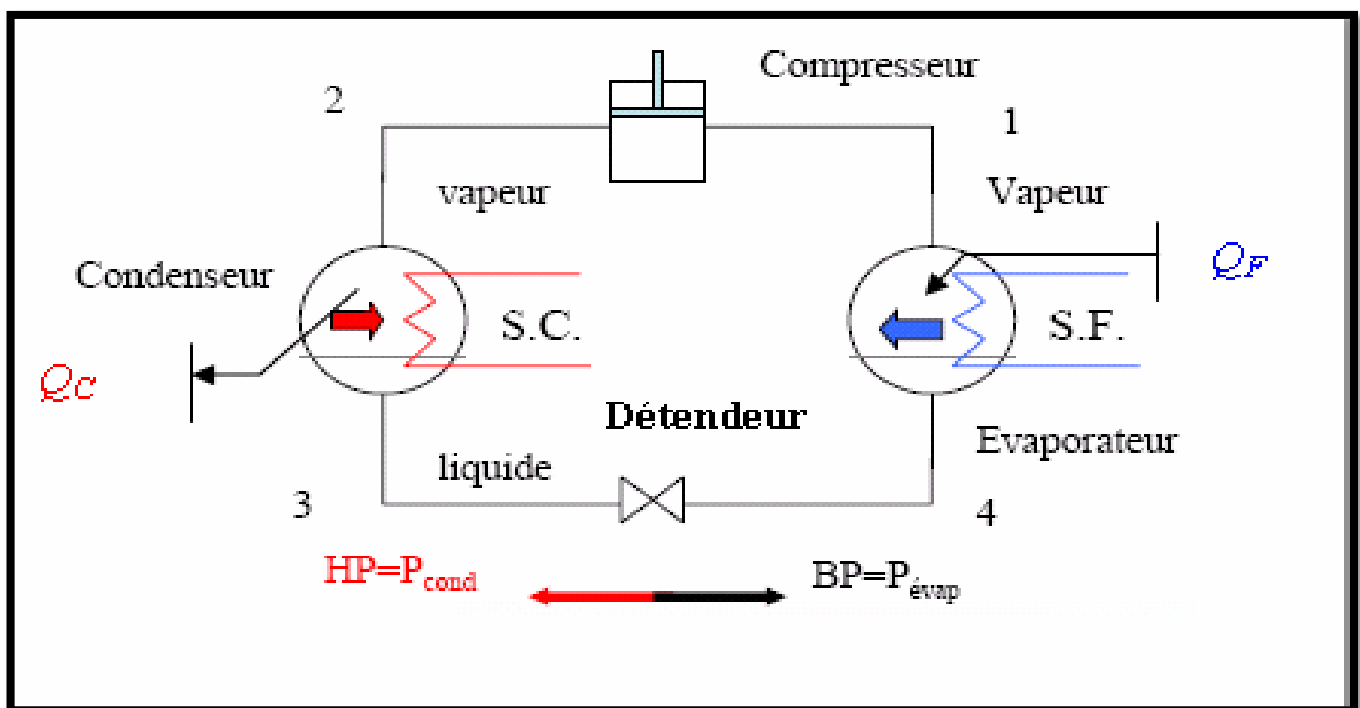 Compresseur
2
1
vapeur
Vapeur
Condenseur
Q_F
S.C.
S.F.
Q_C
Détendeur
Evaporateur
liquide
3
4
HP=P_cond
BP=P_évap